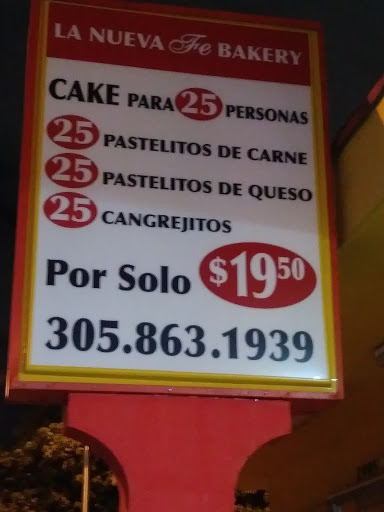 LA NUEVA Fe BAKERY
CAKE PARA 25 PERSONAS
25 PASTELITOS DE CARNE
25 PASTELITOS DE QUESO
25 CANGREJITOS
Por Solo $19.50
305.863.1939